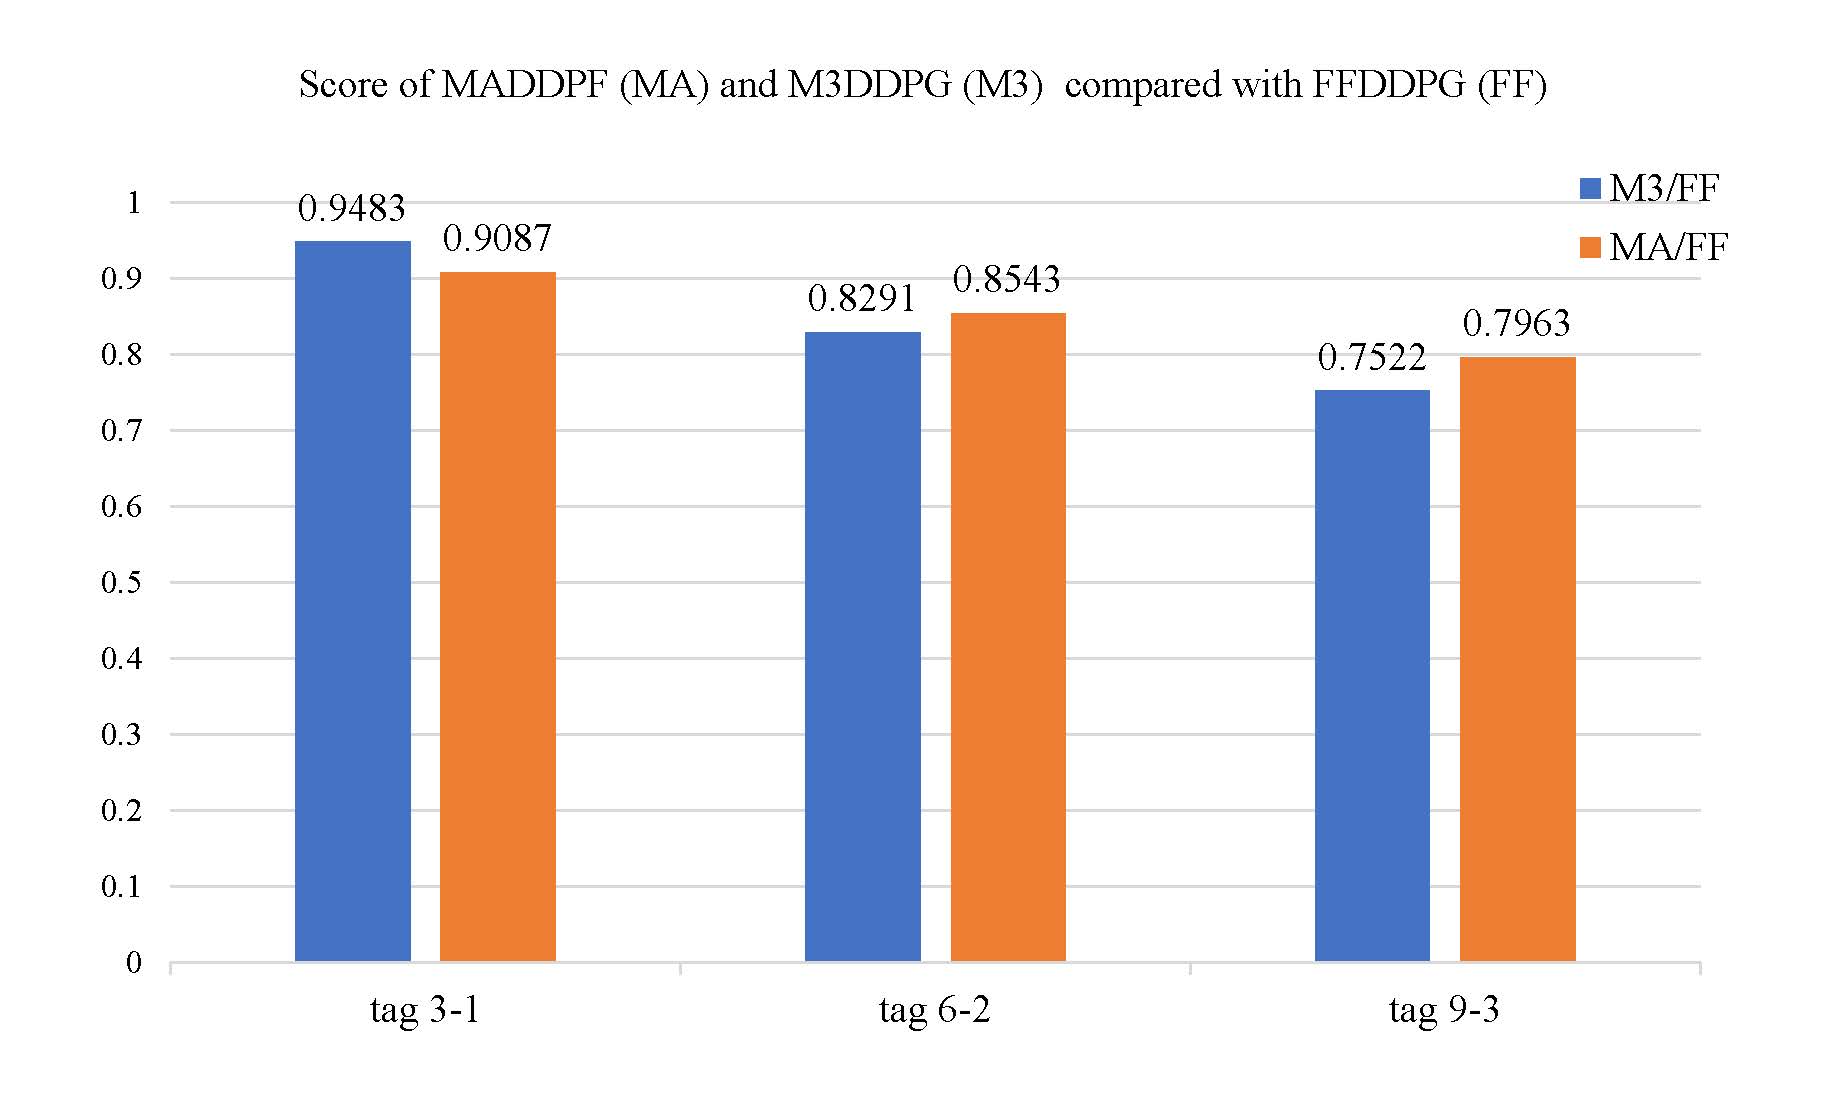 Score of MADDPF (MA) and M3DDPG (M3)  compared with FFDDPG (FF)
M3/FF
MA/FF
1
0.9
0.8
0.7
0.6
0.5
0.4
0.3
0.2
0.1
0
0.9483
0.9087
0.8291
0.8543
0.7522
0.7963
tag 3-1
tag 6-2
tag 9-3